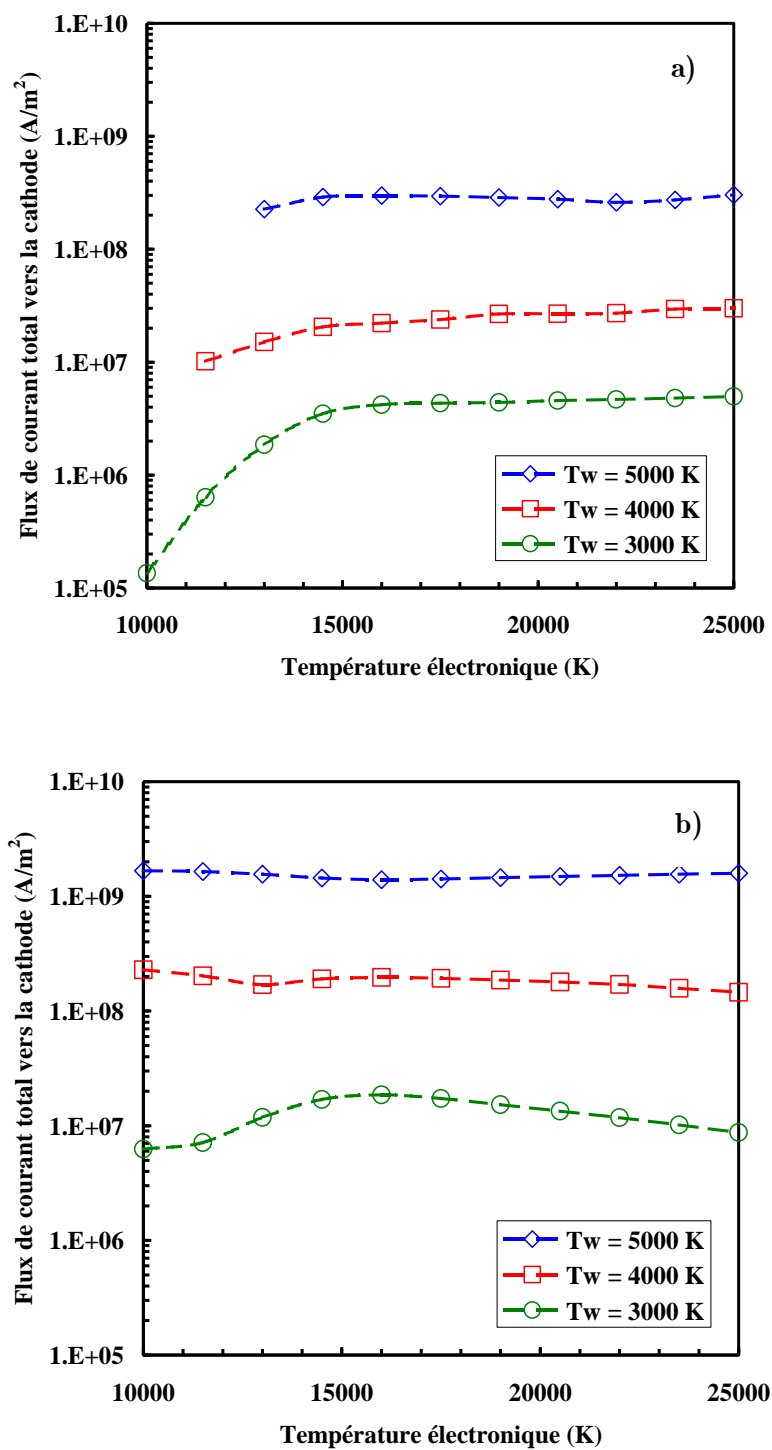 1.E+10
a)
1.E+09
1.E+08
1.E+07
1.E+06
1.E+05
Flux de courant total vers la cathode (A/m²)
Tw = 5000 K
Tw = 4000 K
Tw = 3000 K
10000 15000 20000 25000
Température électronique (K)
1.E+10
b)
1.E+09
1.E+08
1.E+07
1.E+06
1.E+05
Flux de courant total vers la cathode (A/m²)
Tw = 5000 K
Tw = 4000 K
Tw = 3000 K
10000 15000 20000 25000
Température électronique (K)